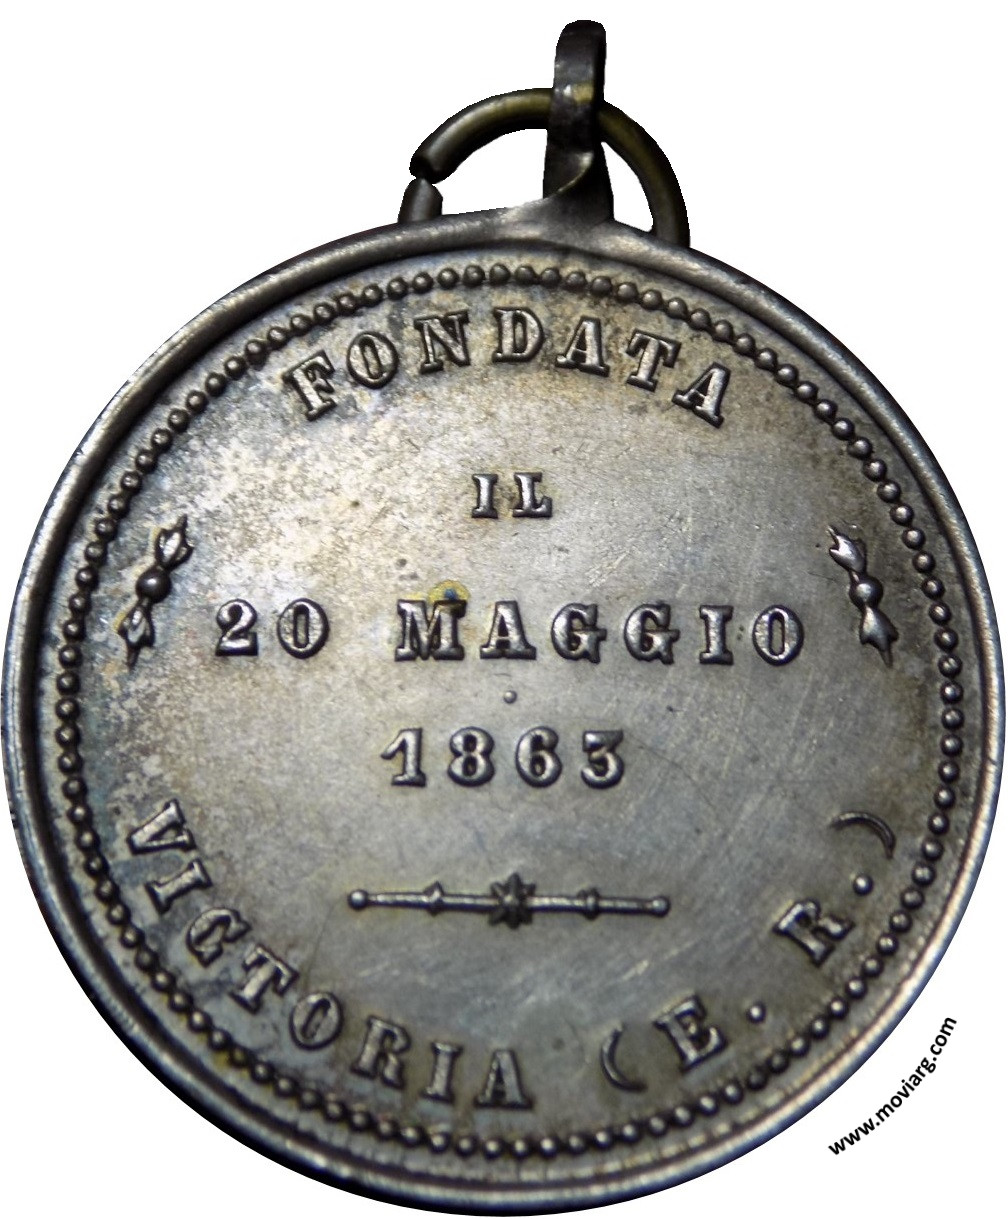 FONDATA
IL
20 MAGGIO
1863
VICTORIA (E. R.)
www.moviarg.com